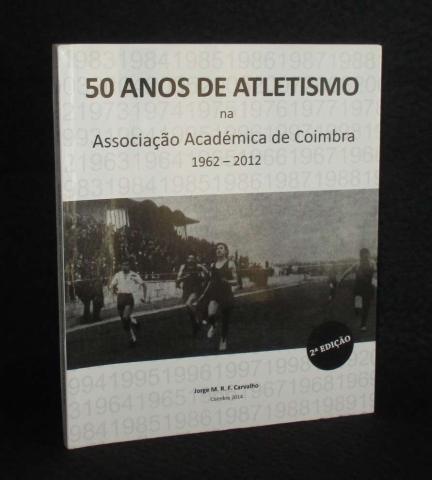 50 ANOS DE ATLETISMO
na
Associação Académica de Coimbra
1962 – 2012
2ª EDIÇÃO
Jorge M. R. F. Carvalho
Coimbra 2014